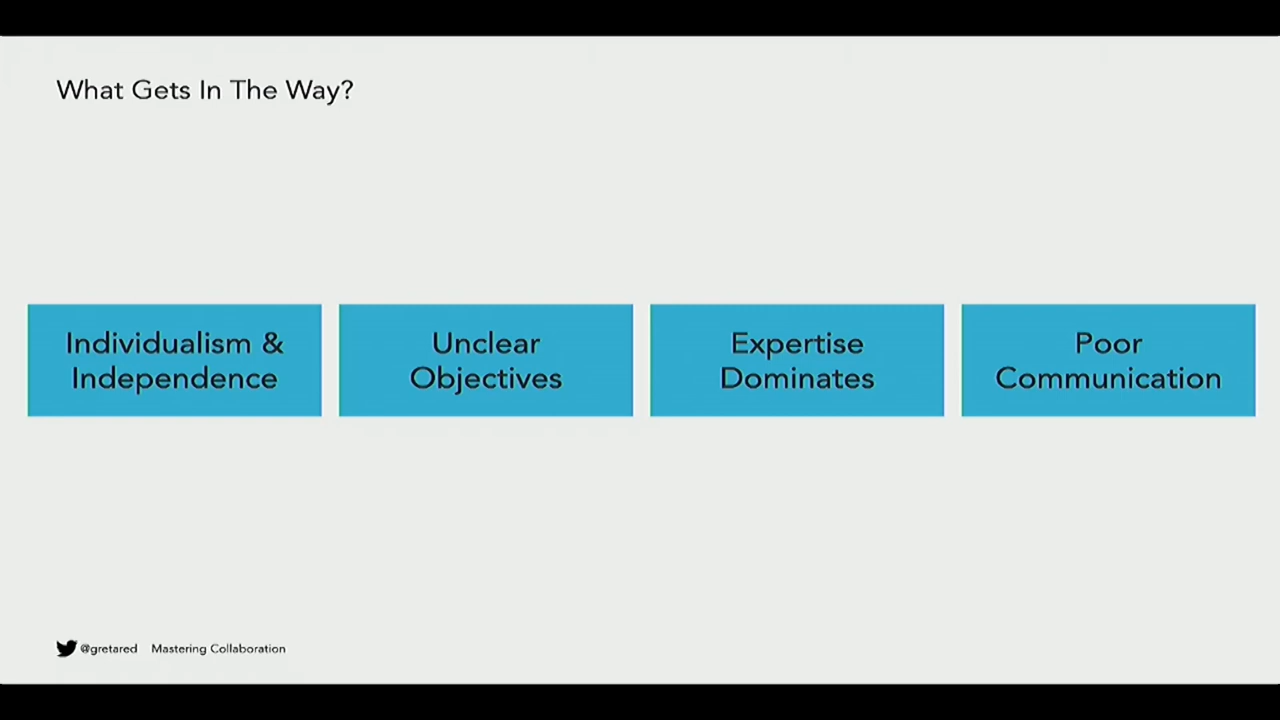 What Gets In The Way?
Individualism &
Independence
Unclear
Objectives
Expertise
Dominates
Poor
Communication
@gretared Mastering Collaboration